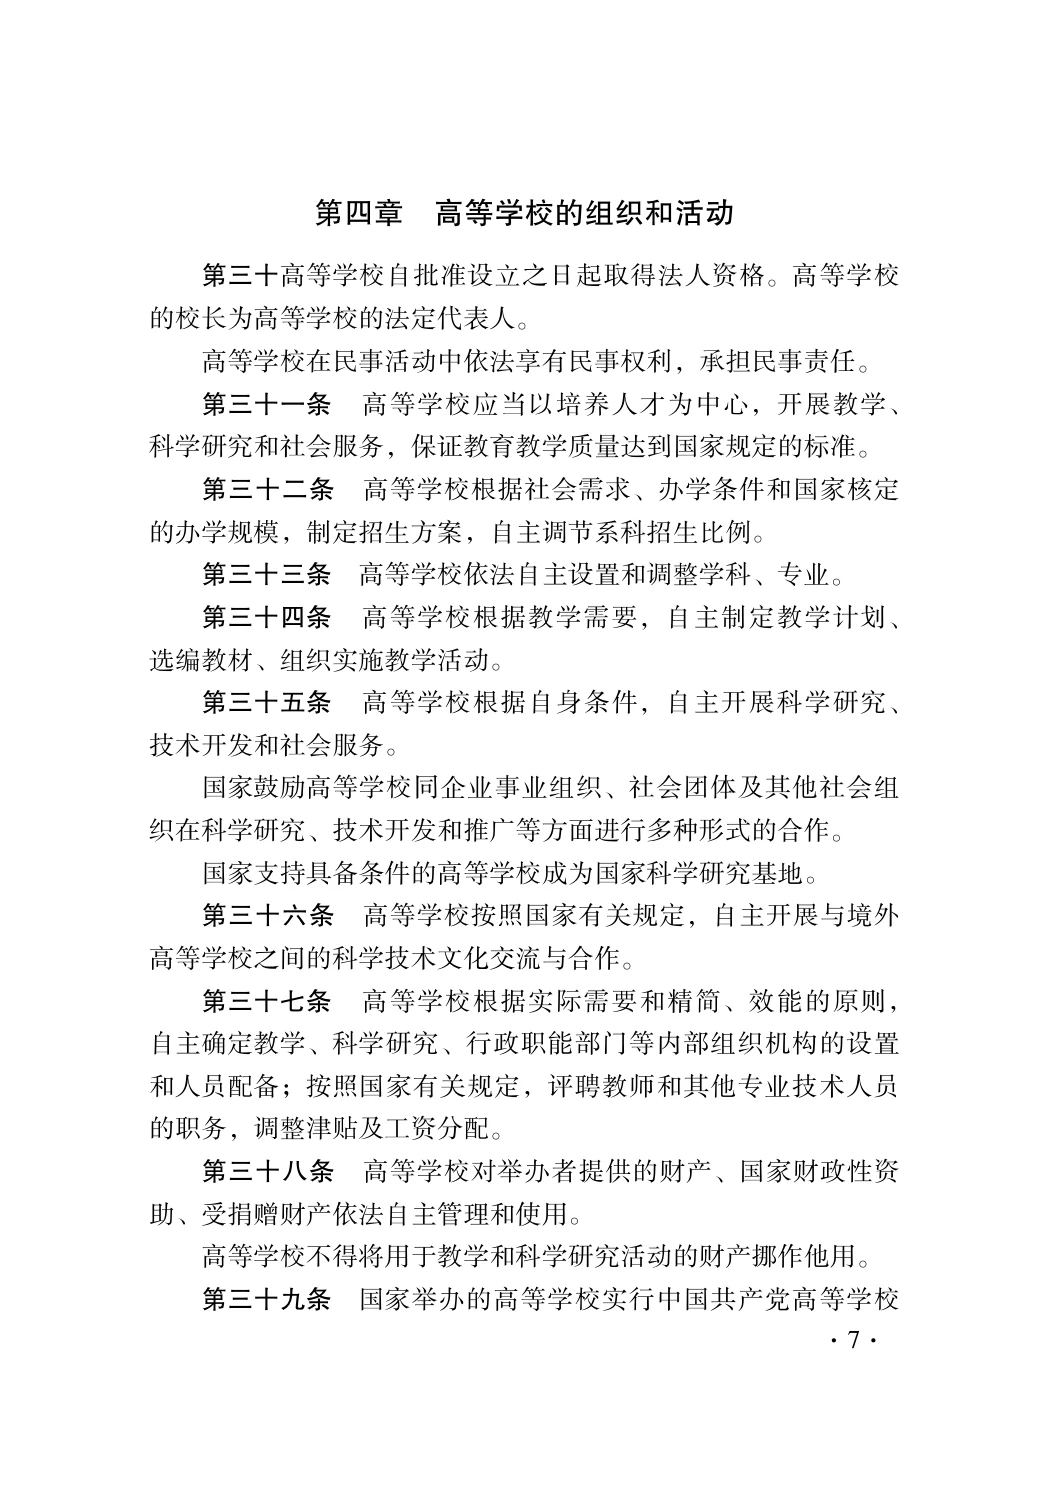 第四章　高等学校的组织和活动
第三十高等学校自批准设立之日起取得法人资格。高等学校
的校长为高等学校的法定代表人。
高等学校在民事活动中依法享有民事权利，承担民事责任。
第三十一条　高等学校应当以培养人才为中心，开展教学、
科学研究和社会服务，保证教育教学质量达到国家规定的标准。
第三十二条　高等学校根据社会需求、办学条件和国家核定
的办学规模，制定招生方案，自主调节系科招生比例。
第三十三条　高等学校依法自主设置和调整学科、专业。
第三十四条　高等学校根据教学需要，自主制定教学计划、
选编教材、组织实施教学活动。
第三十五条　高等学校根据自身条件，自主开展科学研究、
技术开发和社会服务。
国家鼓励高等学校同企业事业组织、社会团体及其他社会组
织在科学研究、技术开发和推广等方面进行多种形式的合作。
国家支持具备条件的高等学校成为国家科学研究基地。
第三十六条　高等学校按照国家有关规定，自主开展与境外
高等学校之间的科学技术文化交流与合作。
第三十七条　高等学校根据实际需要和精简、效能的原则，
自主确定教学、科学研究、行政职能部门等内部组织机构的设置
和人员配备；按照国家有关规定，评聘教师和其他专业技术人员
的职务，调整津贴及工资分配。
第三十八条　高等学校对举办者提供的财产、国家财政性资
助、受捐赠财产依法自主管理和使用。
高等学校不得将用于教学和科学研究活动的财产挪作他用。
第三十九条　国家举办的高等学校实行中国共产党高等学校
·7·